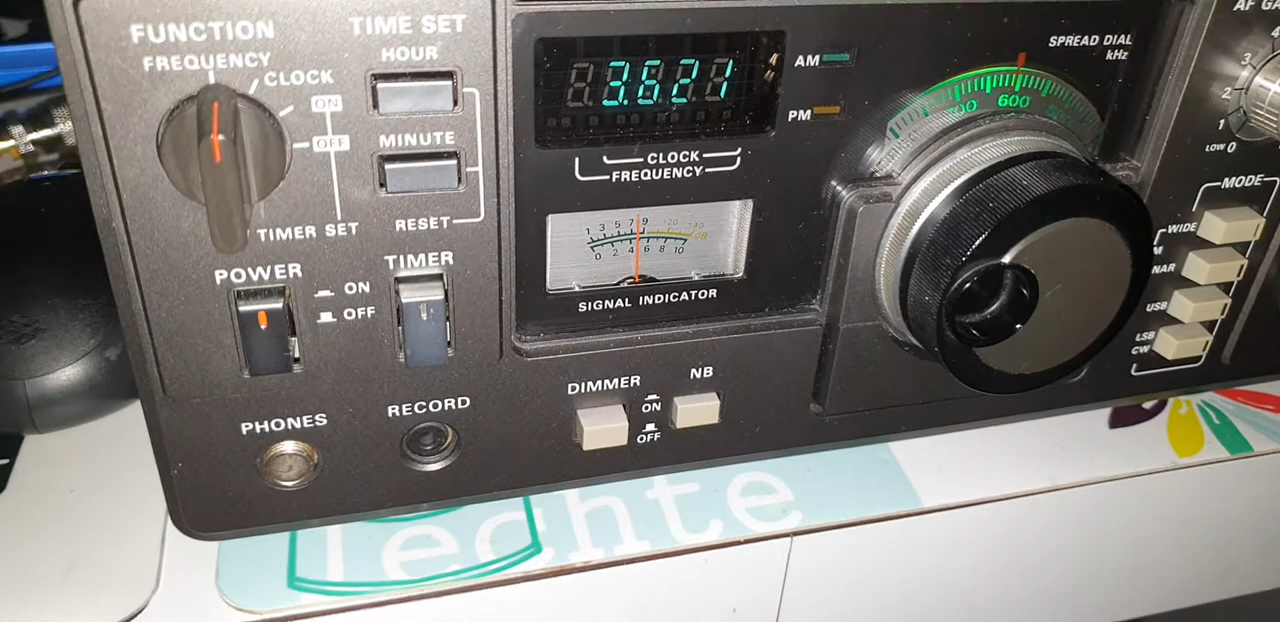 FUNCTION
FREQUENCY
CLOCK
ON
OFF
TIMER SET
TIME SET
HOUR
MINUTE
RESET
POWER
ON
OFF
TIMER
PHONES
RECORD
3.621
AM
PM
CLOCK
FREQUENCY
1 3 5 7 9 +20 +40
dB
0 2 4 6 8 10
SIGNAL INDICATOR
DIMMER
NB
ON
OFF
SPREAD DIAL
kHz
600
AF GA
4
3
2
1
LOW 0
MODE
WIDE
M
NAR
USB
LSB
CW
Techte